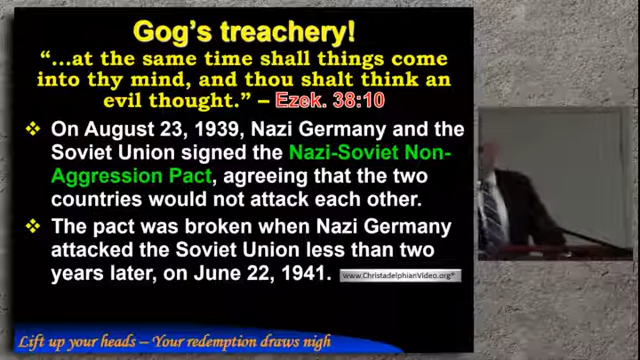 Gog's treachery!
“...at the same time shall things come
into thy mind, and thou shalt think an
evil thought.” – Ezek. 38:10
❖ On August 23, 1939, Nazi Germany and the
Soviet Union signed the Nazi-Soviet Non-
Aggression Pact, agreeing that the two
countries would not attack each other.
❖ The pact was broken when Nazi Germany
attacked the Soviet Union less than two
years later, on June 22, 1941.
www.ChristadelphianVideo.org®
Lift up your heads – Your redemption draws nigh